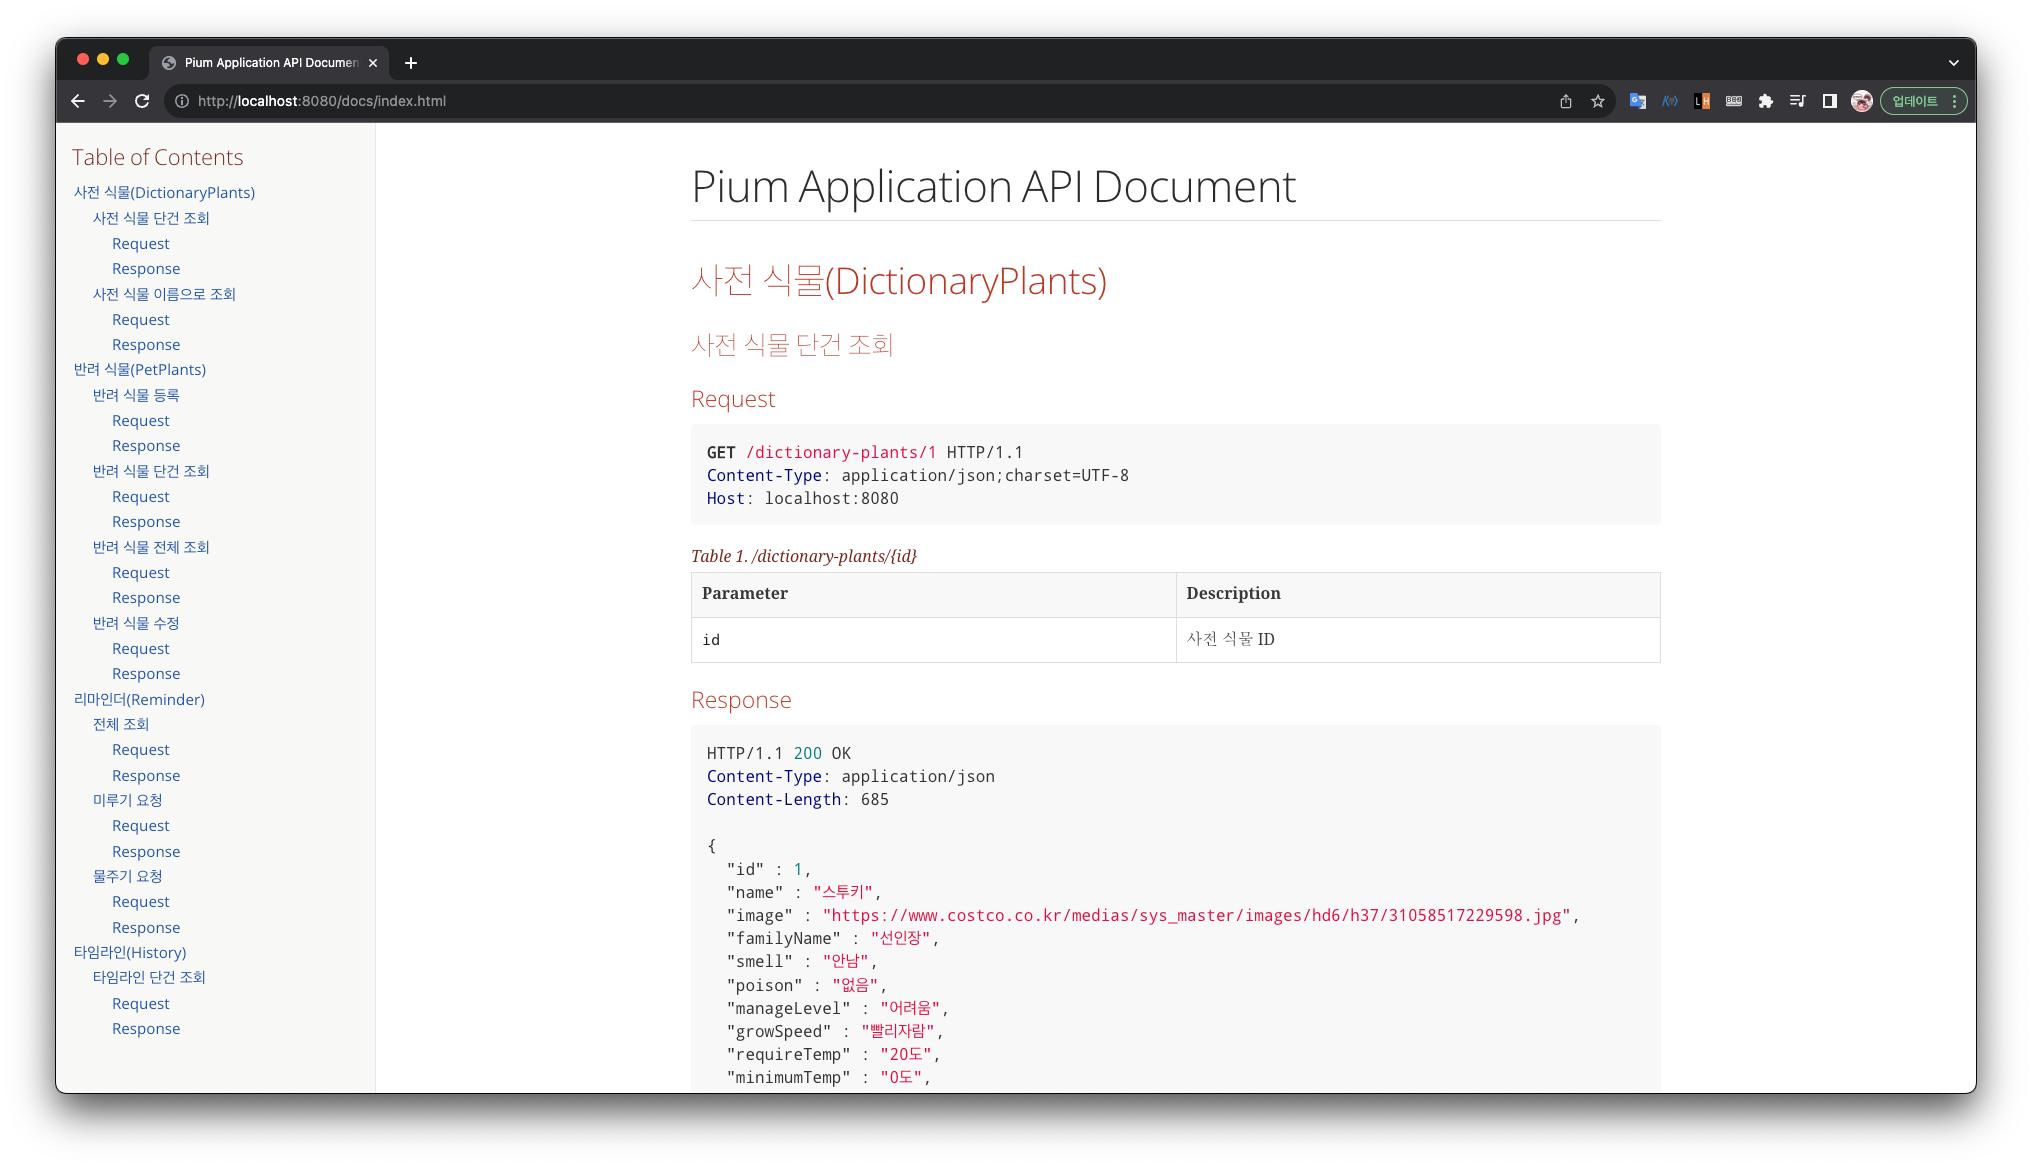 Pium Application API Documen
http://localhost:8080/docs/index.html
업데이트
Table of Contents
사전 식물(DictionaryPlants)
사전 식물 단건 조회
Request
Response
사전 식물 이름으로 조회
Request
Response
반려 식물(PetPlants)
반려 식물 등록
Request
Response
반려 식물 단건 조회
Request
Response
반려 식물 전체 조회
Request
Response
반려 식물 수정
Request
Response
리마인더(Reminder)
전체 조회
Request
Response
미루기 요청
Request
Response
물주기 요청
Request
Response
타임라인(History)
타임라인 단건 조회
Request
Response
Pium Application API Document
사전 식물(DictionaryPlants)
사전 식물 단건 조회
Request
GET /dictionary-plants/1 HTTP/1.1
Content-Type: application/json;charset=UTF-8
Host: localhost:8080
Table 1. /dictionary-plants/{id}
Parameter Description
id 사전 식물 ID
Response
HTTP/1.1 200 OK
Content-Type: application/json
Content-Length: 685
{
"id" : 1,
"name" : "스투키",
"image" : "https://www.costco.co.kr/medias/sys_master/images/hd6/h37/31058517229598.jpg",
"familyName" : "선인장",
"smell" : "안남",
"poison" : "없음",
"manageLevel" : "어려움",
"growSpeed" : "빨리자람",
"requireTemp" : "20도",
"minimumTemp" : "0도",